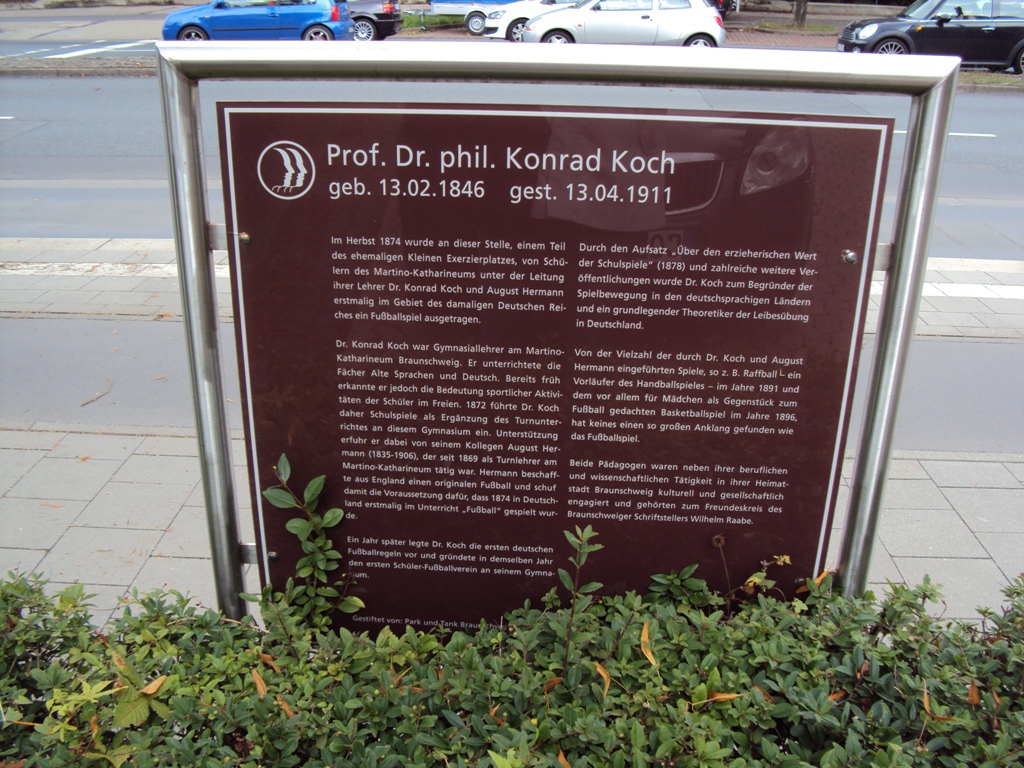 Prof. Dr. phil. Konrad Koch
geb. 13.02.1846 gest. 13.04.1911
Im Herbst 1874 wurde an dieser Stelle, einem Teil
des ehemaligen Kleinen Exerzierplatzes, von Schü-
lern des Martino-Katharineums unter der Leitung
ihrer Lehrer Dr. Konrad Koch und August Hermann
erstmalig im Gebiet des damaligen Deutschen Rei-
ches ein Fußballspiel ausgetragen.
Dr. Konrad Koch war Gymnasiallehrer am Martino-
Katharineum Braunschweig. Er unterrichtete die
Fächer Alte Sprachen und Deutsch. Bereits früh
erkannte er jedoch die Bedeutung sportlicher Aktivi-
täten der Schüler im Freien. 1872 führte Dr. Koch
daher Schulspiele als Ergänzung des Turnunter-
richtes an diesem Gymnasium ein. Unterstützung
erfuhr er dabei von seinem Kollegen August Her-
mann (1835-1906), der seit 1869 als Turnlehrer am
Martino-Katharineum tätig war. Hermann beschaff-
te aus England einen originalen Fußball und schuf
damit die Voraussetzung dafür, dass 1874 in Deutsch-
land erstmalig im Unterricht „Fußball" gespielt wur-
de.
Ein Jahr später legte Dr. Koch die ersten deutschen
Fußballregeln vor und gründete in demselben Jahr
den ersten Schüler-Fußballverein an seinem Gymna-
sium.
Gestiftet von: Park und Tank
Durch den Aufsatz „Über den erzieherischen Wert
der Schulspiele" (1878) und zahlreiche weitere Ver-
öffentlichungen wurde Dr. Koch zum Begründer der
Spielbewegung in den deutschsprachigen Ländern
und ein grundlegender Theoretiker der Leibesübung
in Deutschland.
Von der Vielzahl der durch Dr. Koch und August
Hermann eingeführten Spiele, so z. B. Raffball – ein
Vorläufer des Handballspieles – im Jahre 1891 und
dem vor allem für Mädchen als Gegenstück zum
Fußball gedachten Basketballspiel im Jahre 1896,
hat keines einen so großen Anklang gefunden wie
das Fußballspiel.
Beide Pädagogen waren neben ihrer beruflichen
und wissenschaftlichen Tätigkeit in ihrer Heimat-
stadt Braunschweig kulturell und gesellschaftlich
engagiert und gehörten zum Freundeskreis des
Braunschweiger Schriftstellers Wilhelm Raabe.